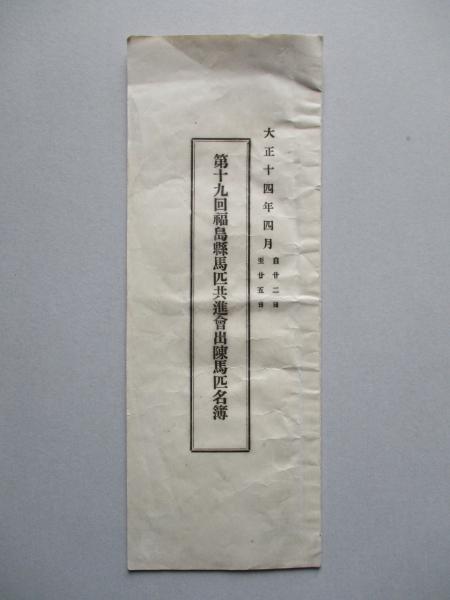 大正十四年四月
自廿二日
至廿五日
第十九回福島縣馬匹共進會出陳馬匹名簿